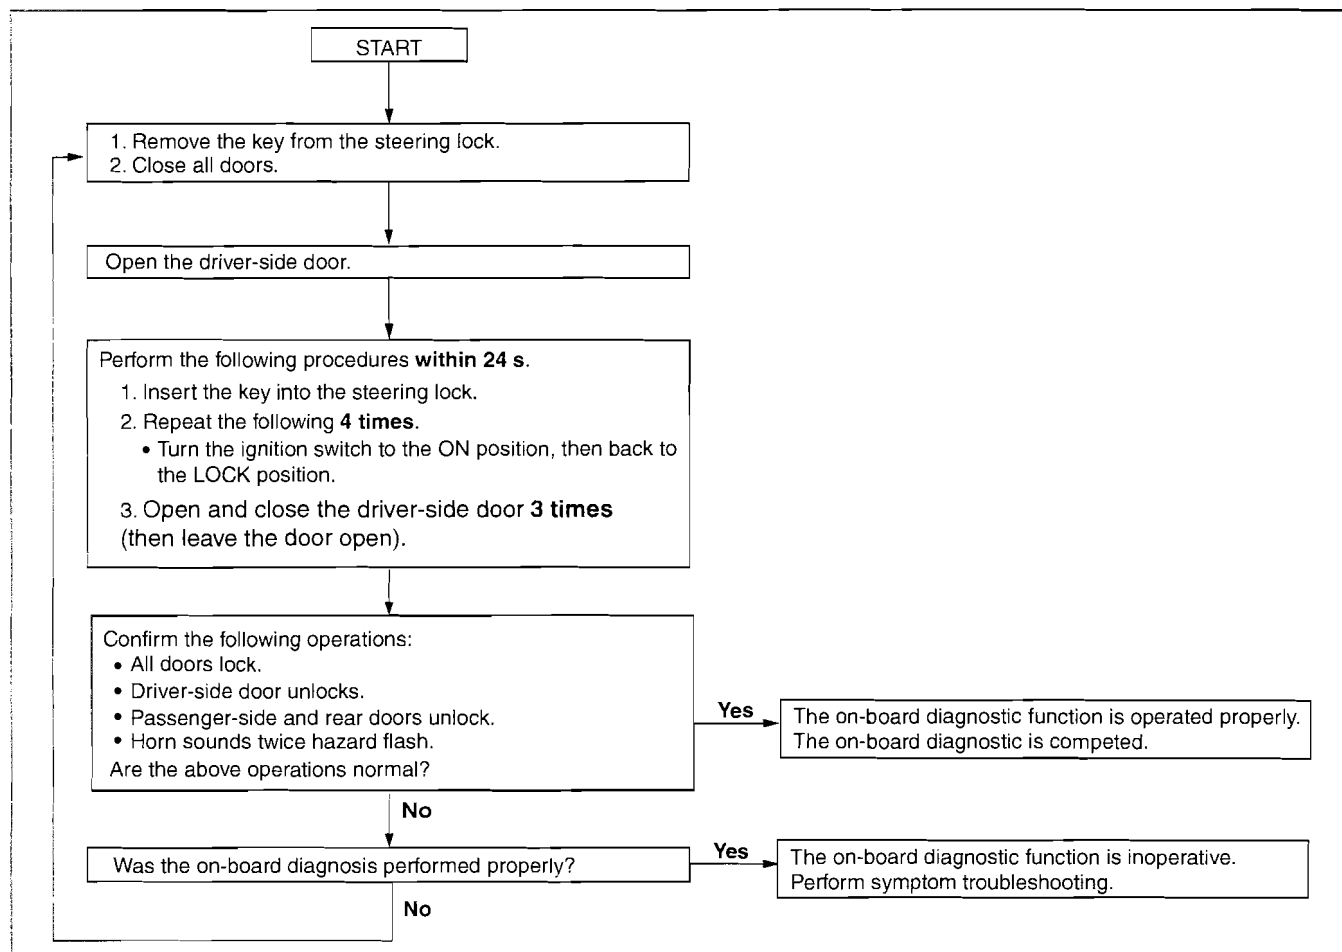 START
1. Remove the key from the steering lock.
2. Close all doors.
Open the driver-side door.
Perform the following procedures within 24 s.
1. Insert the key into the steering lock.
2. Repeat the following 4 times.
• Turn the ignition switch to the ON position, then back to
the LOCK position.
3. Open and close the driver-side door 3 times
(then leave the door open).
Confirm the following operations:
• All doors lock.
• Driver-side door unlocks.
• Passenger-side and rear doors unlock.
• Horn sounds twice hazard flash.
Are the above operations normal?
Yes
The on-board diagnostic function is operated properly.
The on-board diagnostic is competed.
No
Was the on-board diagnosis performed properly?
Yes
The on-board diagnostic function is inoperative.
Perform symptom troubleshooting.
No